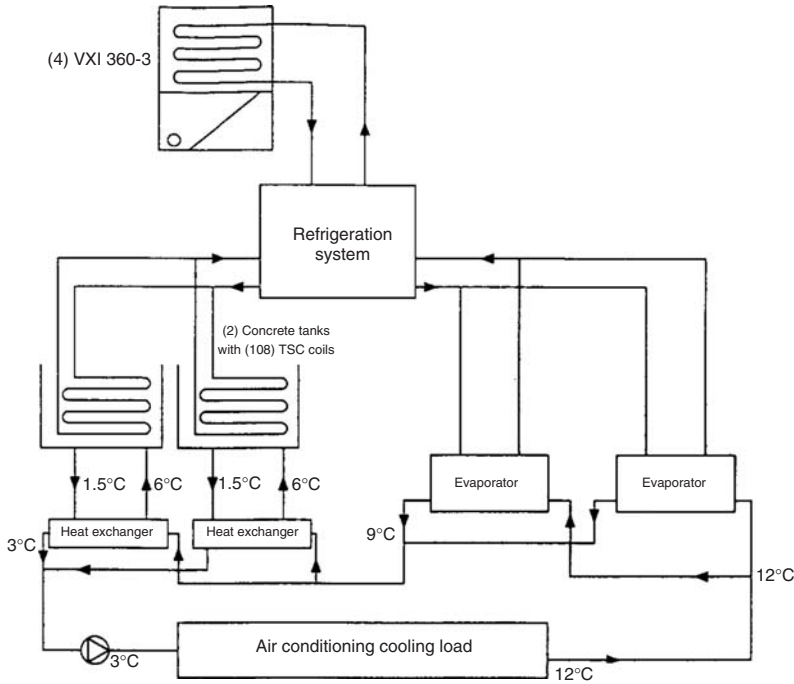 (4) VXI 360-3
Refrigeration
system
(2) Concrete tanks
with (108) TSC coils
1.5°C
6°C
1.5°C
6°C
Evaporator
Evaporator
Heat exchanger
Heat exchanger
9°C
3°C
12°C
Air conditioning cooling load
3°C
12°C